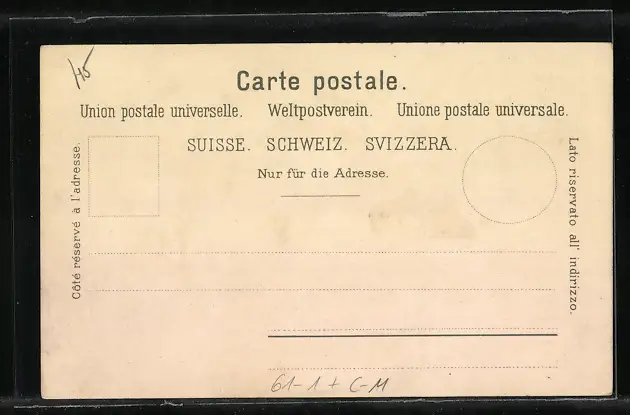 Carte postale.
Union postale universelle. Weltpostverein. Unione postale universale.
SUISSE. SCHWEIZ. SVIZZERA.
Nur für die Adresse.
Côté réservé à l'adresse.
Lato riservato all' indirizzo.
61-1 + C-M